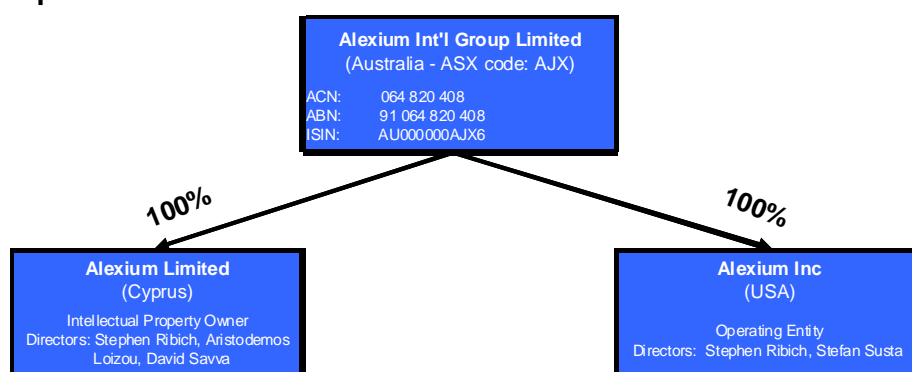 Alexium Int'l Group Limited
(Australia - ASX code: AJX)
ACN: 064 820 408
ABN: 91 064 820 408
ISIN: AU000000AJX6
100%
100%
Alexium Limited
(Cyprus)
Intellectual Property Owner
Directors: Stephen Ribich, Aristodemos
Loizou, David Savva
Alexium Inc
(USA)
Operating Entity
Directors: Stephen Ribich, Stefan Susta